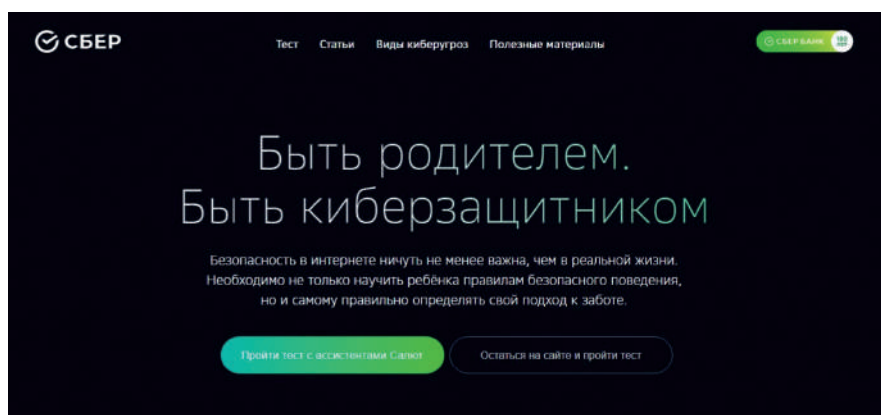 СБЕР
Тест Статьи Виды киберугроз Полезные материалы
СБЕР БАНК
Быть родителем.
Быть киберзащитником
Безопасность в интернете ничуть не менее важна, чем в реальной жизни.
Необходимо не только научить ребёнка правилам безопасного поведения,
но и самому правильно определять свой подход к заботе.
Пройти тест с ассистентами Салют
Остаться на сайте и пройти тест